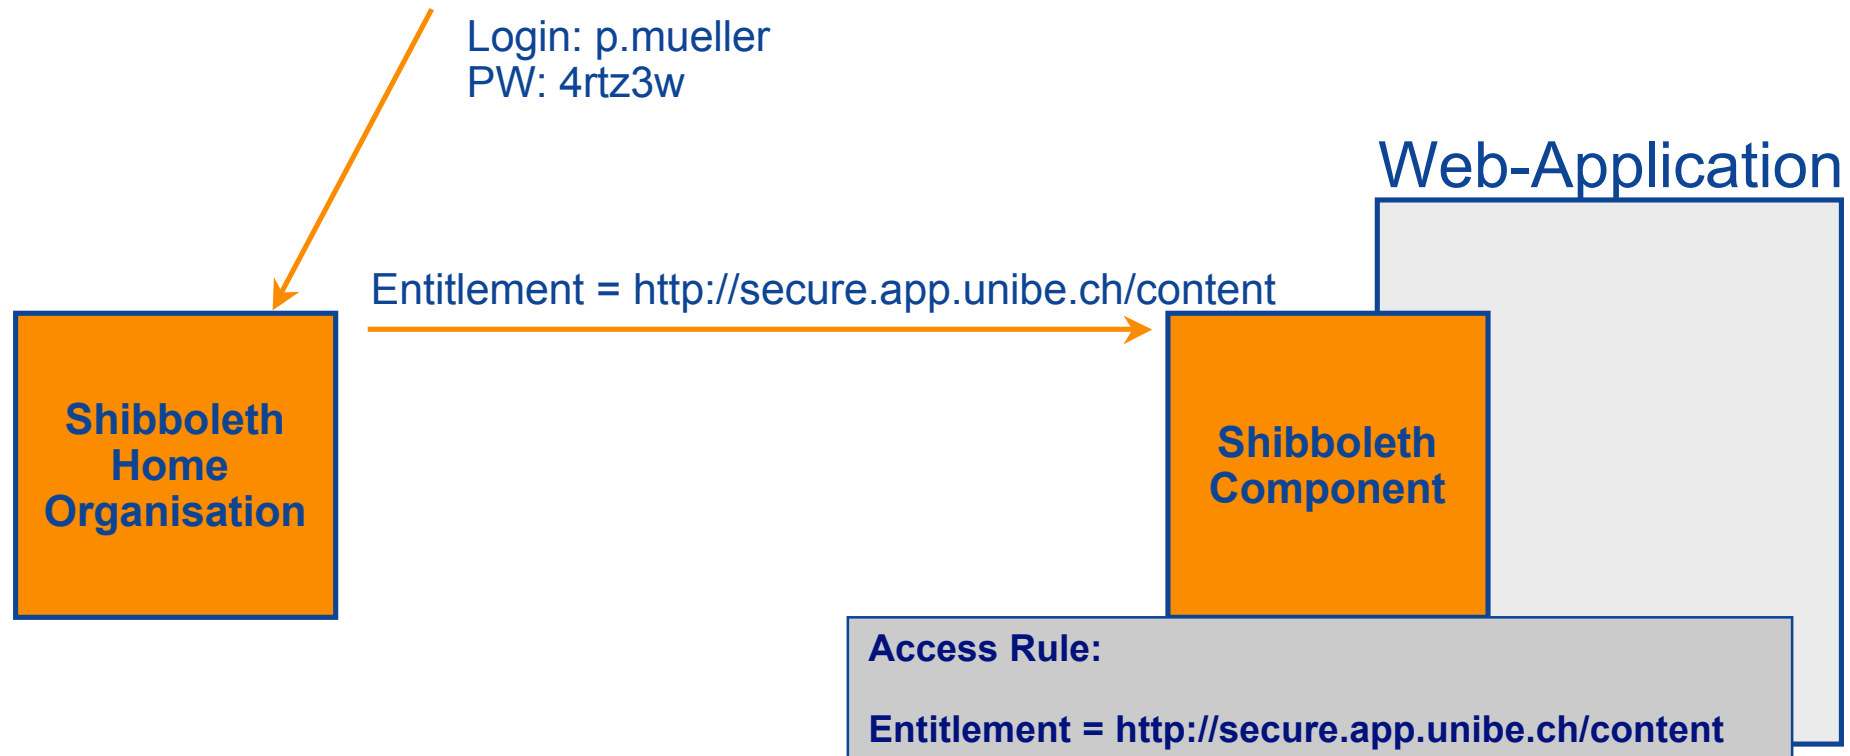 Login: p.mueller
PW: 4rtz3w
Web-Application
Entitlement = http://secure.app.unibe.ch/content
Shibboleth
Home
Organisation
Shibboleth
Component
Access Rule:
Entitlement = http://secure.app.unibe.ch/content